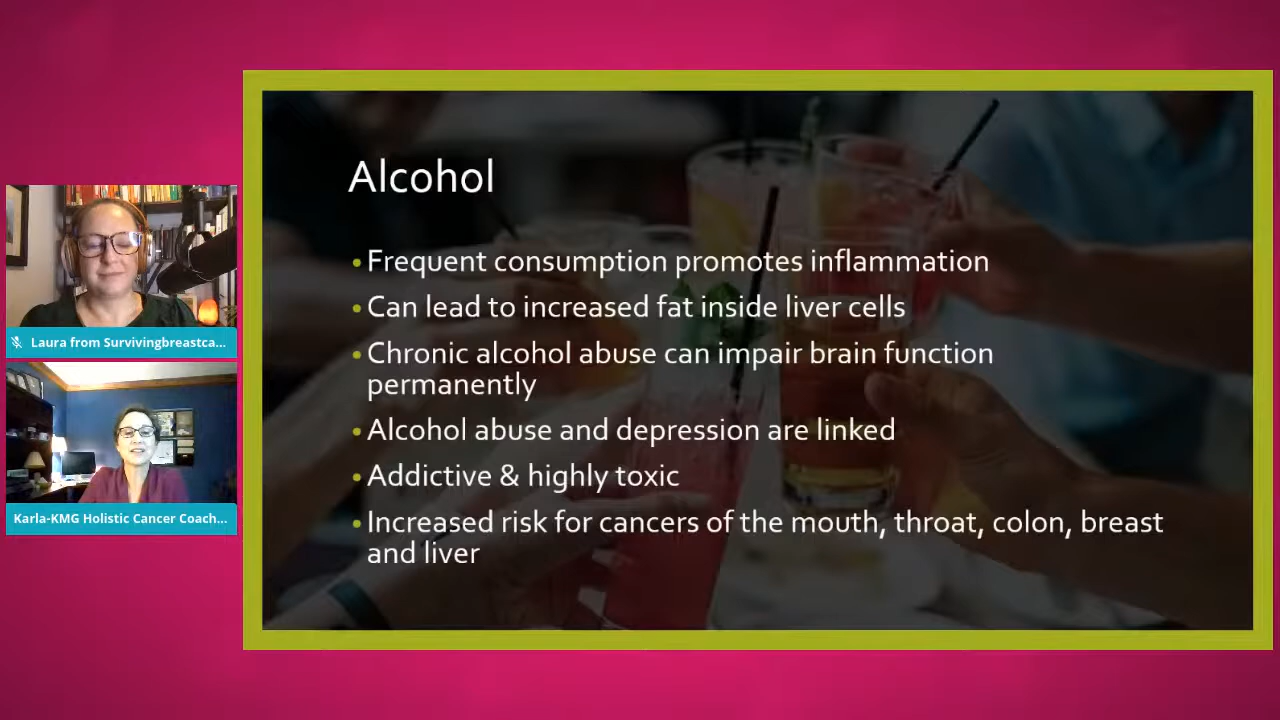 Alcohol
•Frequent consumption promotes inflammation
•Can lead to increased fat inside liver cells
•Chronic alcohol abuse can impair brain function
permanently
•Alcohol abuse and depression are linked
•Addictive & highly toxic
•Increased risk for cancers of the mouth, throat, colon, breast
and liver
Laura from Survivingbreastca...
Karla-KMG Holistic Cancer Coach...